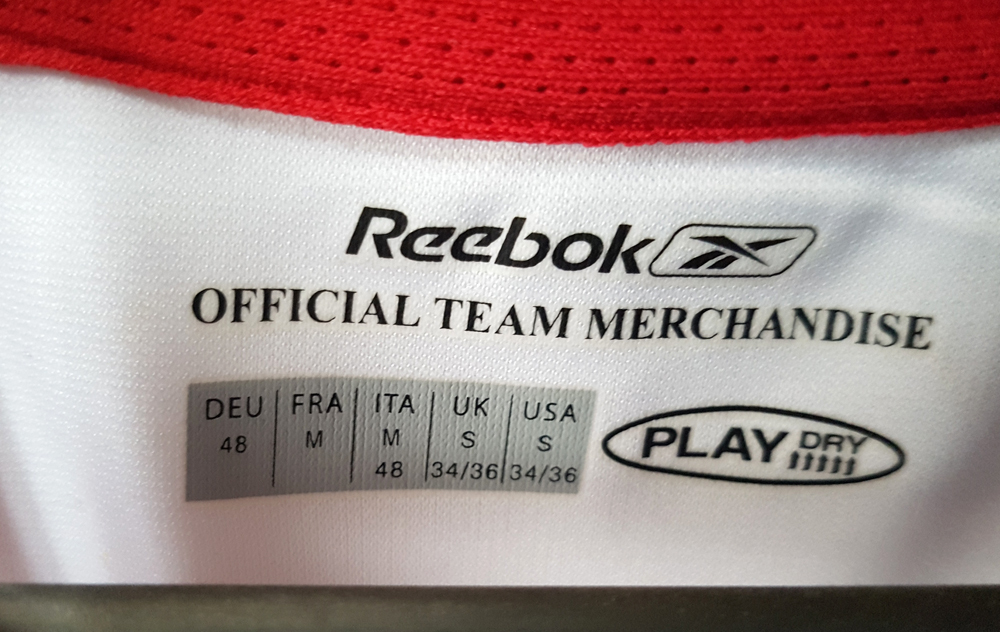 Reebok
OFFICIAL TEAM MERCHANDISE
DEU FRA ITA UK USA
48 M M S S
48 34/36 34/36
PLAY DRY